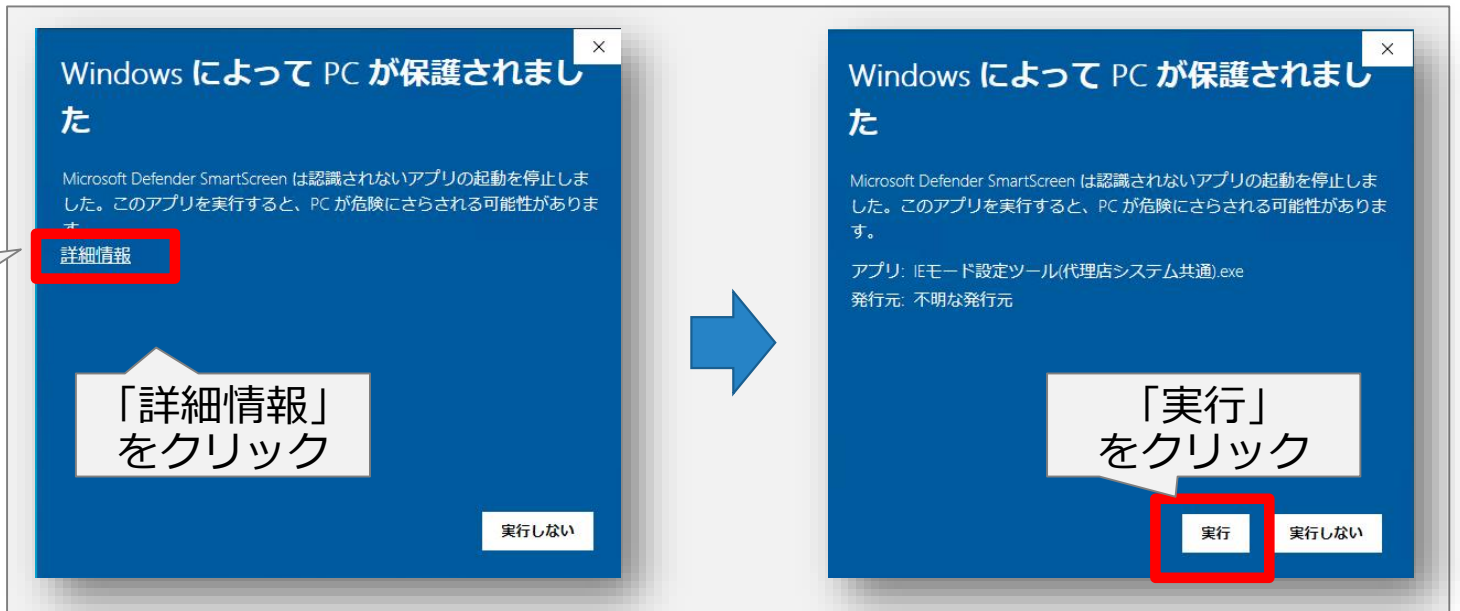 Windows によって PC が保護されまし
た
Microsoft Defender SmartScreen は認識されないアプリの起動を停止しま
した。このアプリを実行すると、PC が危険にさらされる可能性がありま
す。
詳細情報
「詳細情報」
をクリック
実行しない
Windows によって PC が保護されまし
た
Microsoft Defender SmartScreen は認識されないアプリの起動を停止しま
した。このアプリを実行すると、PC が危険にさらされる可能性がありま
す。
アプリ: IEモード設定ツール(代理店システム共通).exe
発行元: 不明な発行元
「実行」
をクリック
実行
実行しない